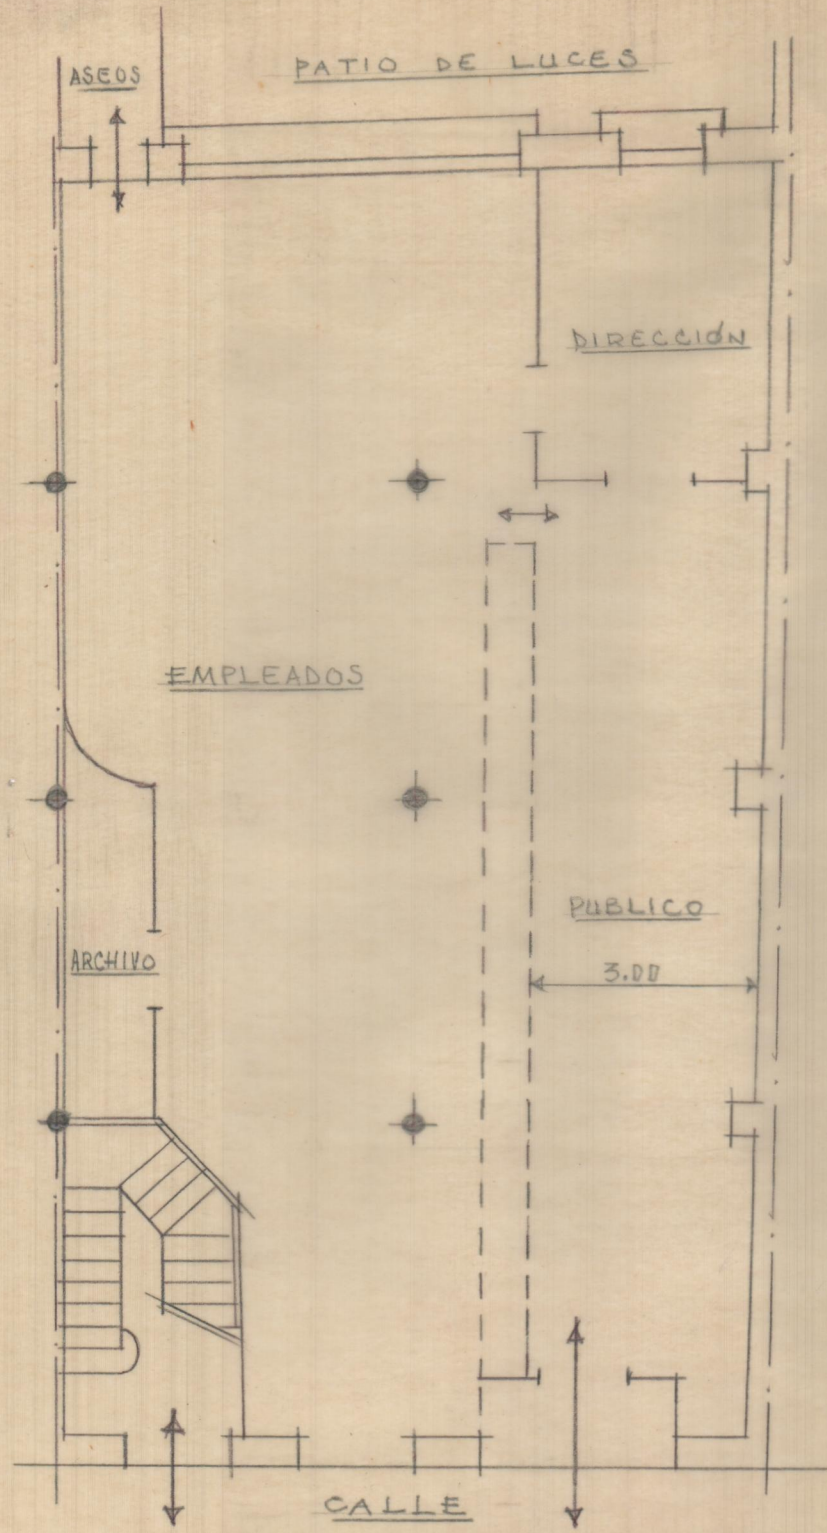 ASEOS
PATIO DE LUCES
DIRECCIÓN
EMPLEADOS
PUBLICO
ARCHIVO
3.00
CALLE